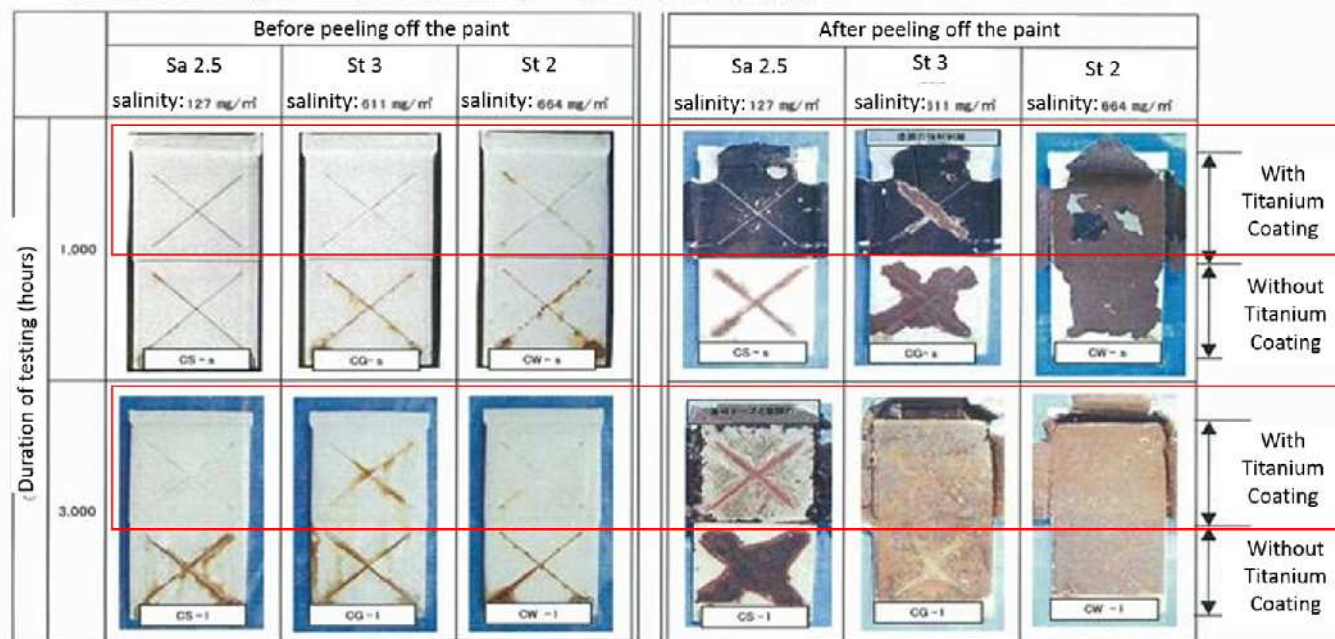 Before peeling off the paint
After peeling off the paint
Sa 2.5
St 3
St 2
Sa 2.5
St 3
St 2
salinity: 127 mg/㎡
salinity: 611 mg/㎡
salinity: 664 mg/㎡
salinity: 127 mg/㎡
salinity: 611 mg/㎡
salinity: 664 mg/㎡
Duration of testing (hours)
1,000
With
Titanium
Coating
Without
Titanium
Coating
CS-s
CG-s
CW-s
CS-s
CG-s
CW-s
3,000
With
Titanium
Coating
Without
Titanium
Coating
CS-l
CG-l
CW-l
CS-l
CG-l
CW-l